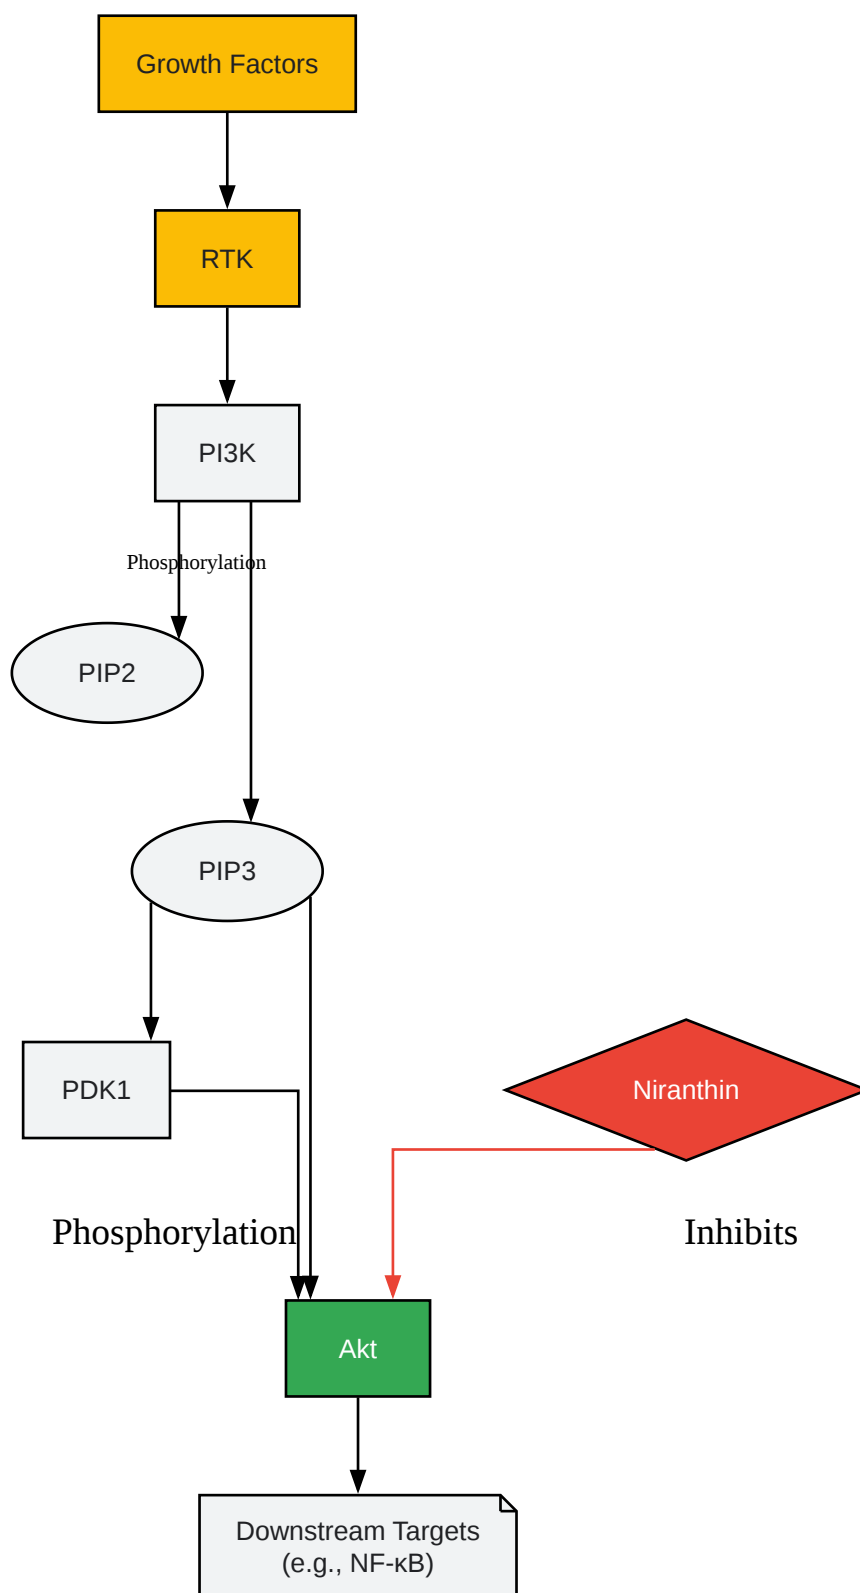 Growth Factors
RTK
PI3K
Phosphorylation
PIP2
PIP3
PDK1
Niranthin
Phosphorylation
Inhibits
Akt
Downstream Targets
(e.g., NF-κB)